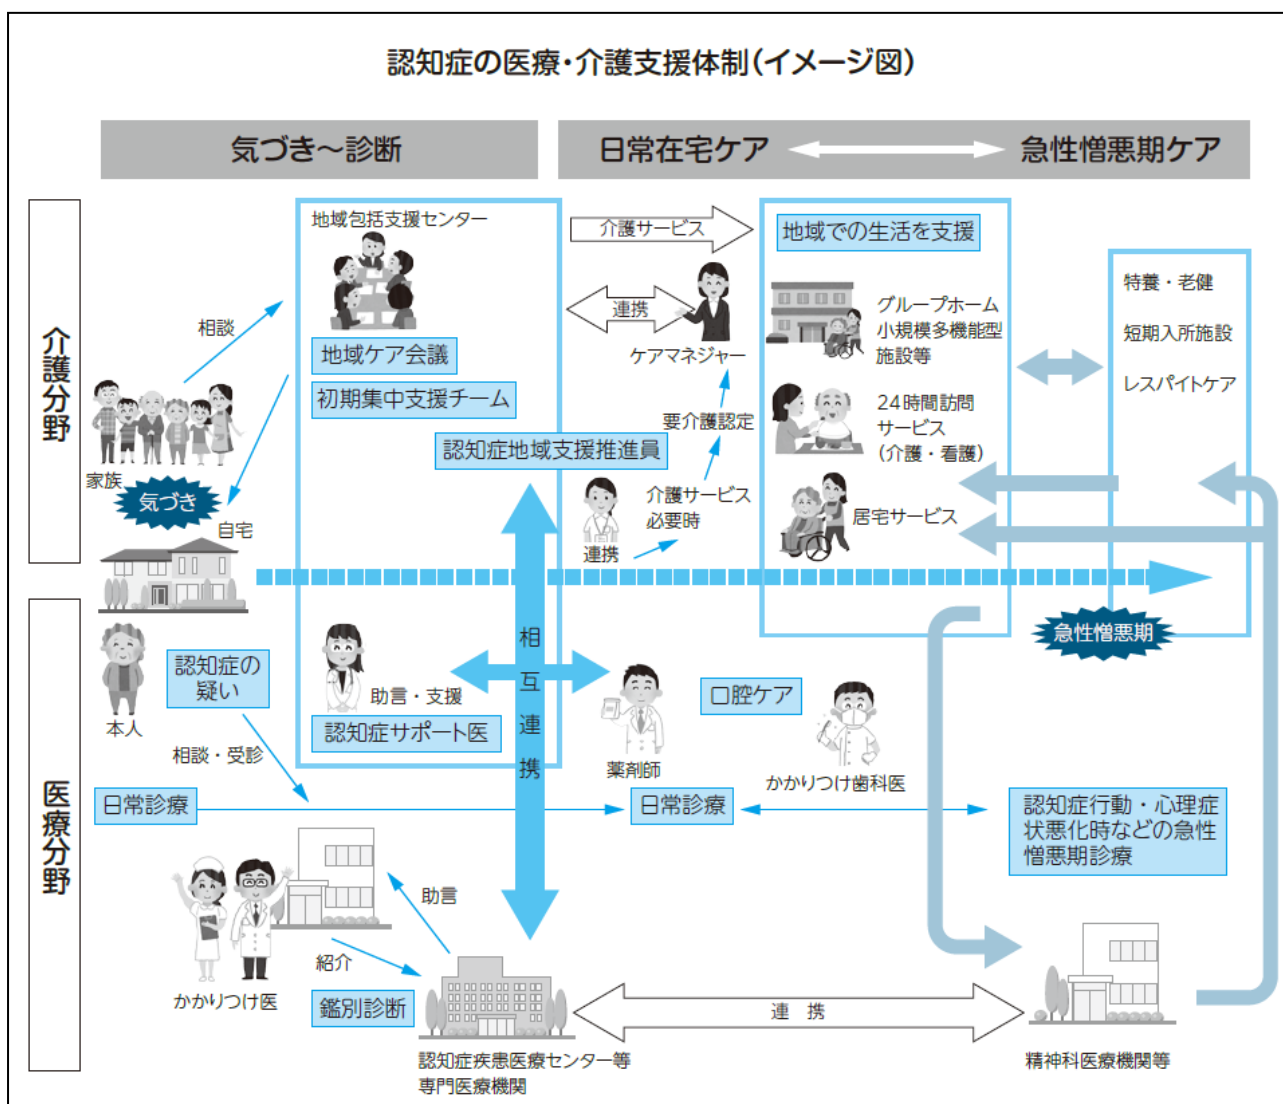 認知症の医療・介護支援体制(イメージ図)
気づき～診断
日常在宅ケア
急性憎悪期ケア
介護分野
地域包括支援センター
相談
地域ケア会議
初期集中支援チーム
認知症地域支援推進員
家族
気づき
自宅
介護サービス
連携
ケアマネジャー
要介護認定
介護サービス
必要時
連携
地域での生活を支援
グループホーム
小規模多機能型
施設等
24時間訪問
サービス
(介護・看護)
居宅サービス
特養・老健
短期入所施設
レスパイトケア
急性憎悪期
医療分野
本人
認知症の
疑い
相談・受診
助言・支援
認知症サポート医
相互連携
薬剤師
口腔ケア
かかりつけ歯科医
日常診療
日常診療
認知症行動・心理症
状悪化時などの急性
憎悪期診療
かかりつけ医
助言
紹介
鑑別診断
認知症疾患医療センター等
専門医療機関
連 携
精神科医療機関等